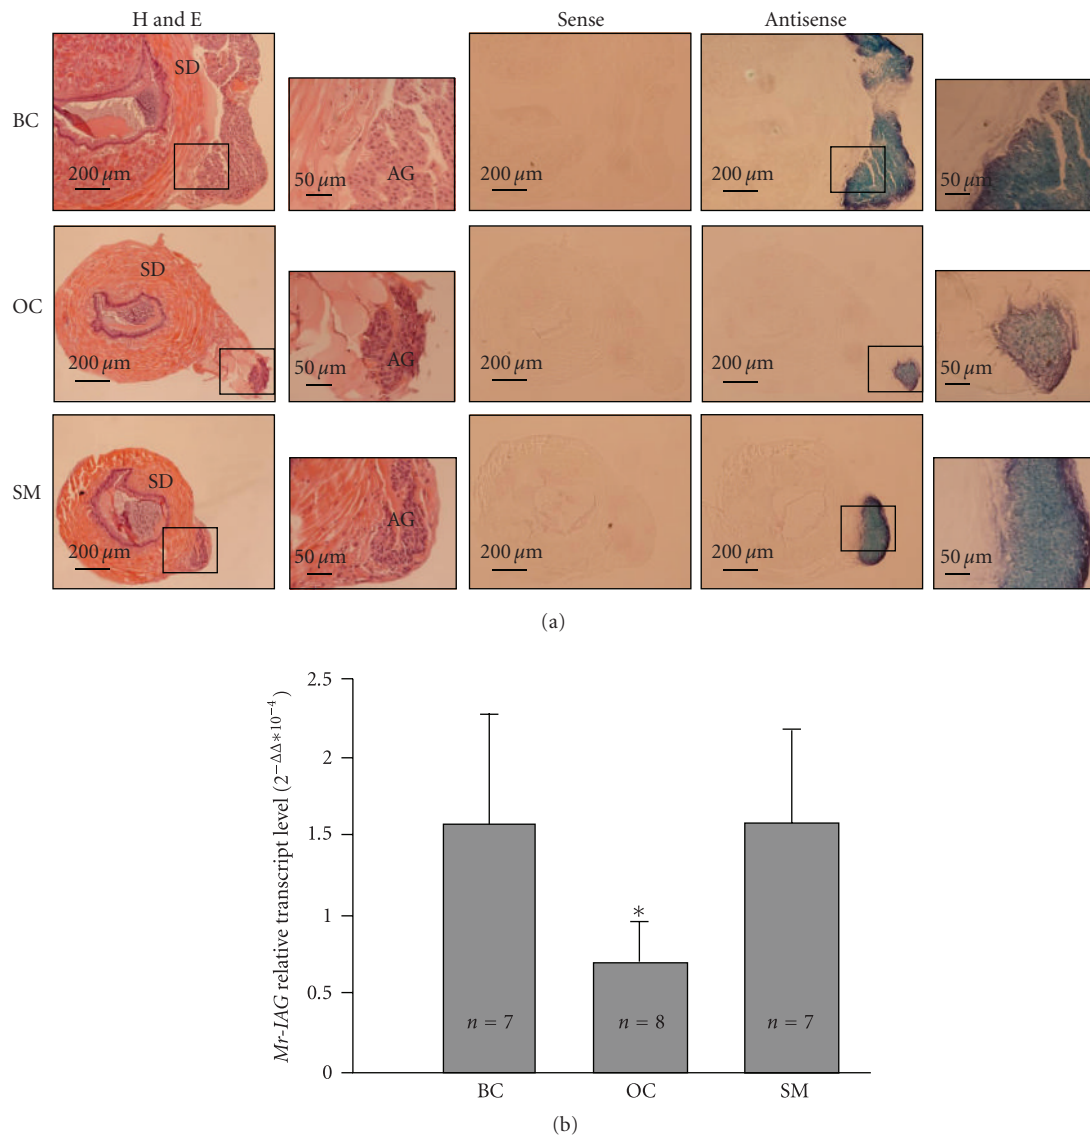 H and E
Sense
Antisense
BC
SD
200 μm
AG
50 μm
200 μm
200 μm
50 μm
OC
SD
200 μm
AG
50 μm
200 μm
200 μm
50 μm
SM
SD
200 μm
AG
50 μm
200 μm
200 μm
50 μm
(a)
Mr-IAG relative transcript level (2^−ΔΔ∗10^−4)
2.5
2
1.5
1
0.5
0
∗
n = 7
n = 8
n = 7
BC
OC
SM
(b)